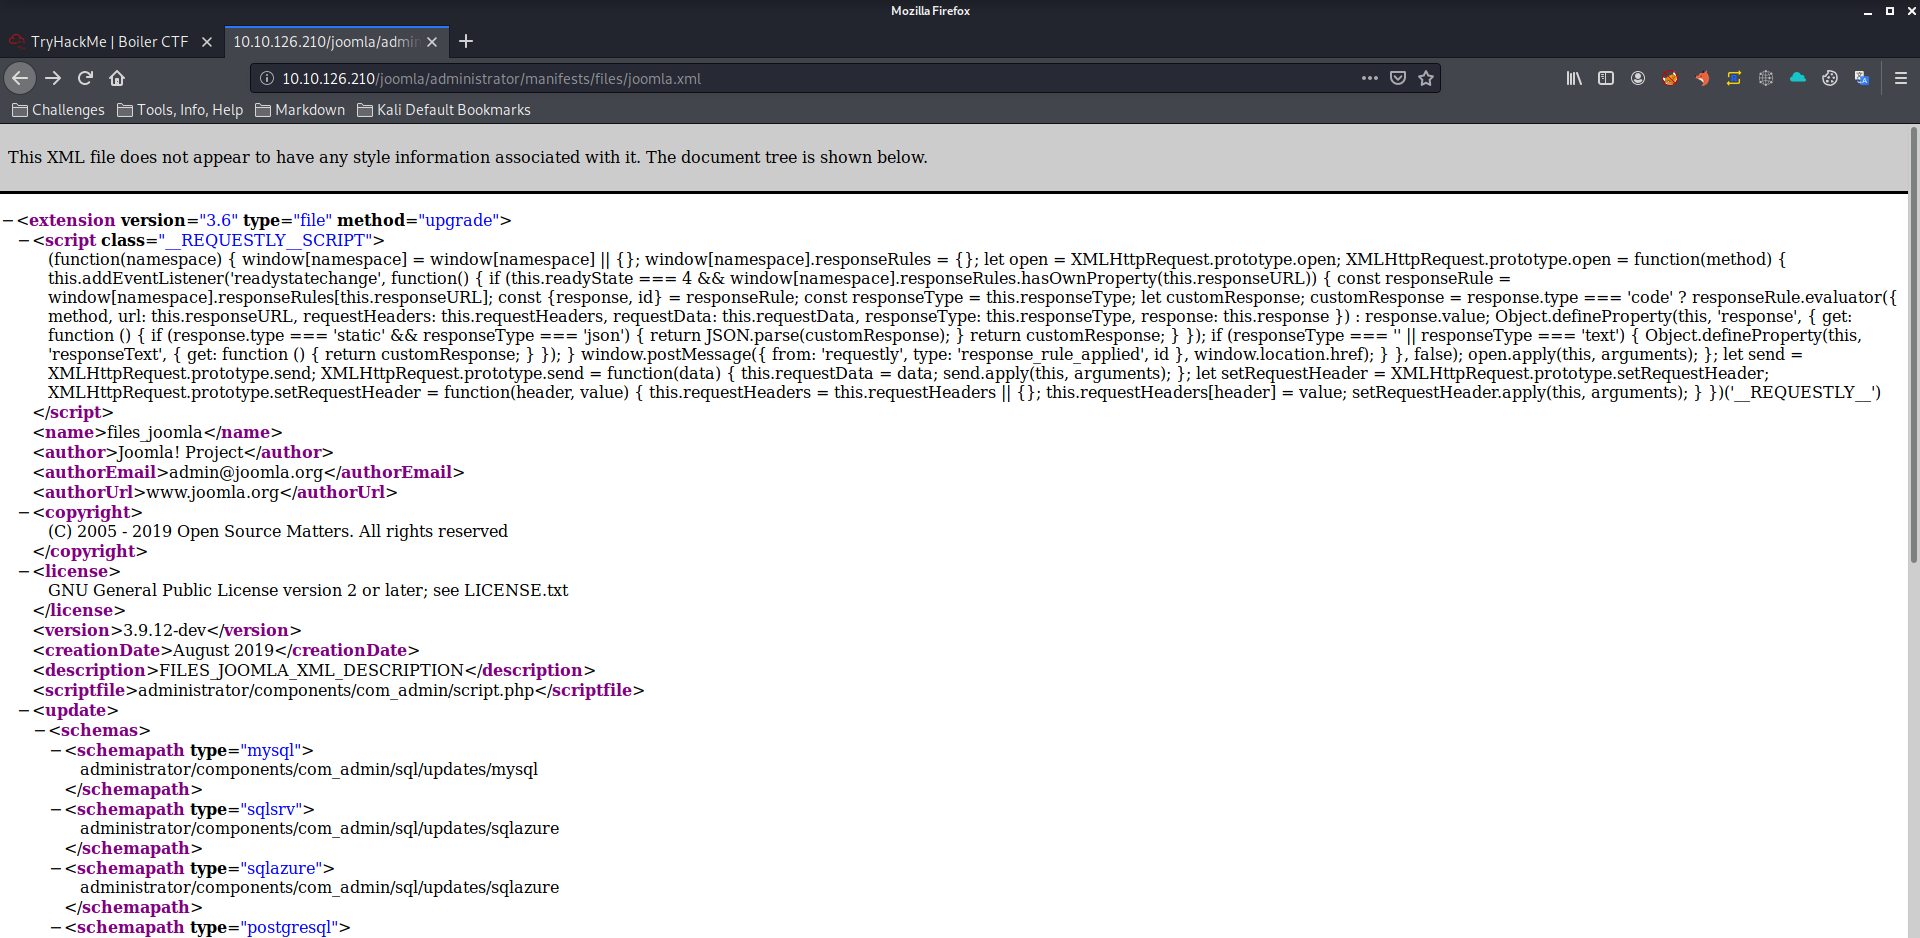 Mozilla Firefox
TryHackMe | Boiler CTF
10.10.126.210/joomla/admin
10.10.126.210/joomla/administrator/manifests/files/joomla.xml
Challenges Tools, Info, Help Markdown Kali Default Bookmarks
This XML file does not appear to have any style information associated with it. The document tree is shown below.
−<extension version="3.6" type="file" method="upgrade">
−<script class="__REQUESTLY__SCRIPT">
(function(namespace) { window[namespace] = window[namespace] || {}; window[namespace].responseRules = {}; let open = XMLHttpRequest.prototype.open; XMLHttpRequest.prototype.open = function(method) {
this.addEventListener('readystatechange', function() { if (this.readyState === 4 && window[namespace].responseRules.hasOwnProperty(this.responseURL)) { const responseRule =
window[namespace].responseRules[this.responseURL]; const {response, id} = responseRule; const responseType = this.responseType; let customResponse; customResponse = response.type === 'code' ? responseRule.evaluator({
method, url: this.responseURL, requestHeaders: this.requestHeaders, requestData: this.requestData, responseType: this.responseType, response: this.response }) : response.value; Object.defineProperty(this, 'response', { get:
function () { if (response.type === 'static' && responseType === 'json') { return JSON.parse(customResponse); } return customResponse; } }); if (responseType === '' || responseType === 'text') { Object.defineProperty(this,
'responseText', { get: function () { return customResponse; } }); } window.postMessage({ from: 'requestly', type: 'response_rule_applied', id }, window.location.href); } }, false); open.apply(this, arguments); }; let send =
XMLHttpRequest.prototype.send; XMLHttpRequest.prototype.send = function(data) { this.requestData = data; send.apply(this, arguments); }; let setRequestHeader = XMLHttpRequest.prototype.setRequestHeader;
XMLHttpRequest.prototype.setRequestHeader = function(header, value) { this.requestHeaders = this.requestHeaders || {}; this.requestHeaders[header] = value; setRequestHeader.apply(this, arguments); } })('__REQUESTLY__')
</script>
<name>files_joomla</name>
<author>Joomla! Project</author>
<authorEmail>admin@joomla.org</authorEmail>
<authorUrl>www.joomla.org</authorUrl>
−<copyright>
(C) 2005 - 2019 Open Source Matters. All rights reserved
</copyright>
−<license>
GNU General Public License version 2 or later; see LICENSE.txt
</license>
<version>3.9.12-dev</version>
<creationDate>August 2019</creationDate>
<description>FILES_JOOMLA_XML_DESCRIPTION</description>
<scriptfile>administrator/components/com_admin/script.php</scriptfile>
−<update>
−<schemas>
−<schemapath type="mysql">
administrator/components/com_admin/sql/updates/mysql
</schemapath>
−<schemapath type="sqlsrv">
administrator/components/com_admin/sql/updates/sqlazure
</schemapath>
−<schemapath type="sqlazure">
administrator/components/com_admin/sql/updates/sqlazure
</schemapath>
−<schemapath type="postgresql">